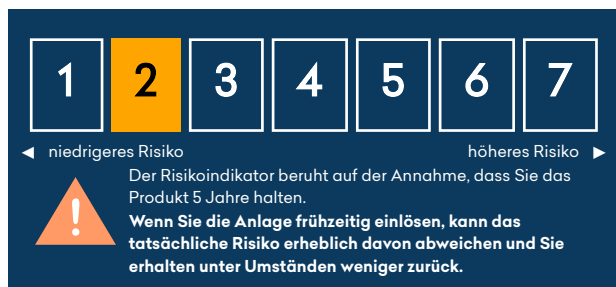 1 2 3 4 5 6 7
◄ niedrigeres Risiko höheres Risiko ►
Der Risikoindikator beruht auf der Annahme, dass Sie das
Produkt 5 Jahre halten.
!
Wenn Sie die Anlage frühzeitig einlösen, kann das
tatsächliche Risiko erheblich davon abweichen und Sie
erhalten unter Umständen weniger zurück.